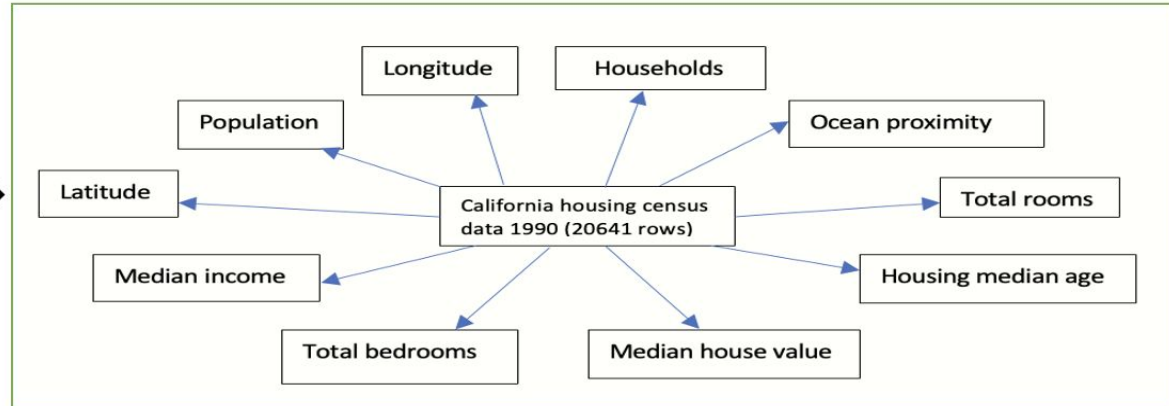 Longitude
Households
Population
Ocean proximity
Latitude
California housing census
data 1990 (20641 rows)
Total rooms
Median income
Housing median age
Total bedrooms
Median house value